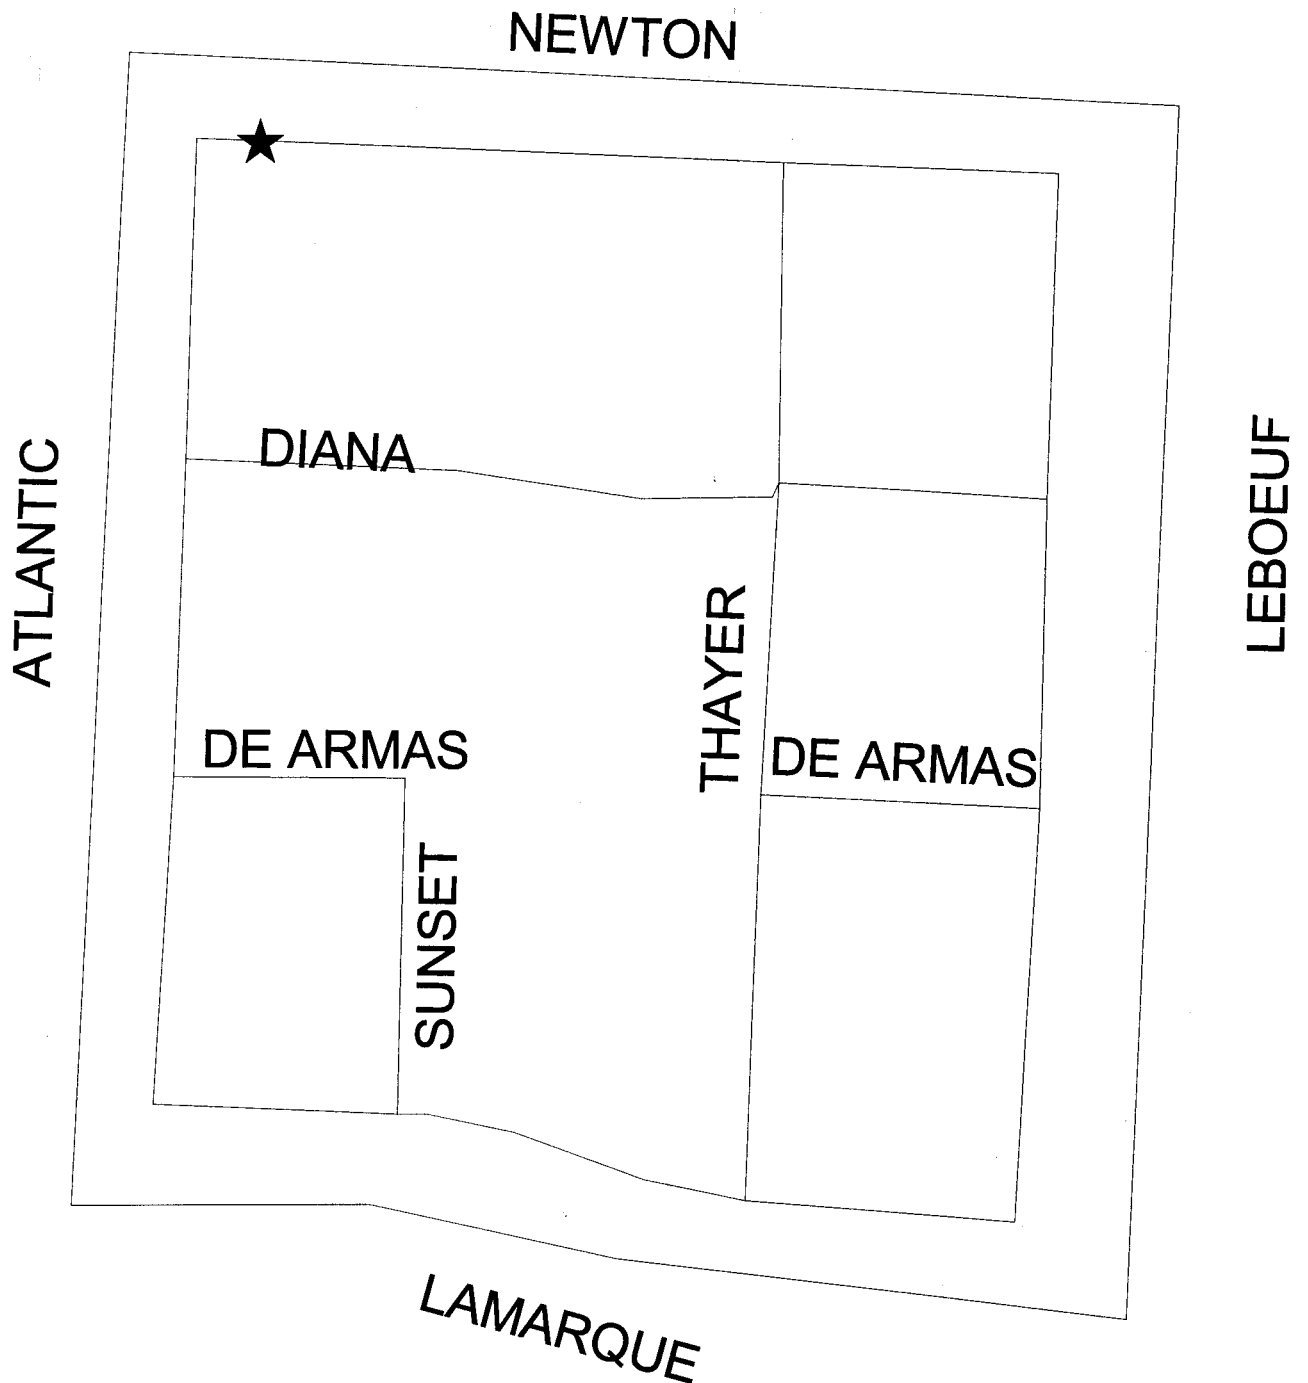 NEWTON
DIANA
ATLANTIC
LEBOEUF
THAYER
DE ARMAS
DE ARMAS
SUNSET
LAMARQUE